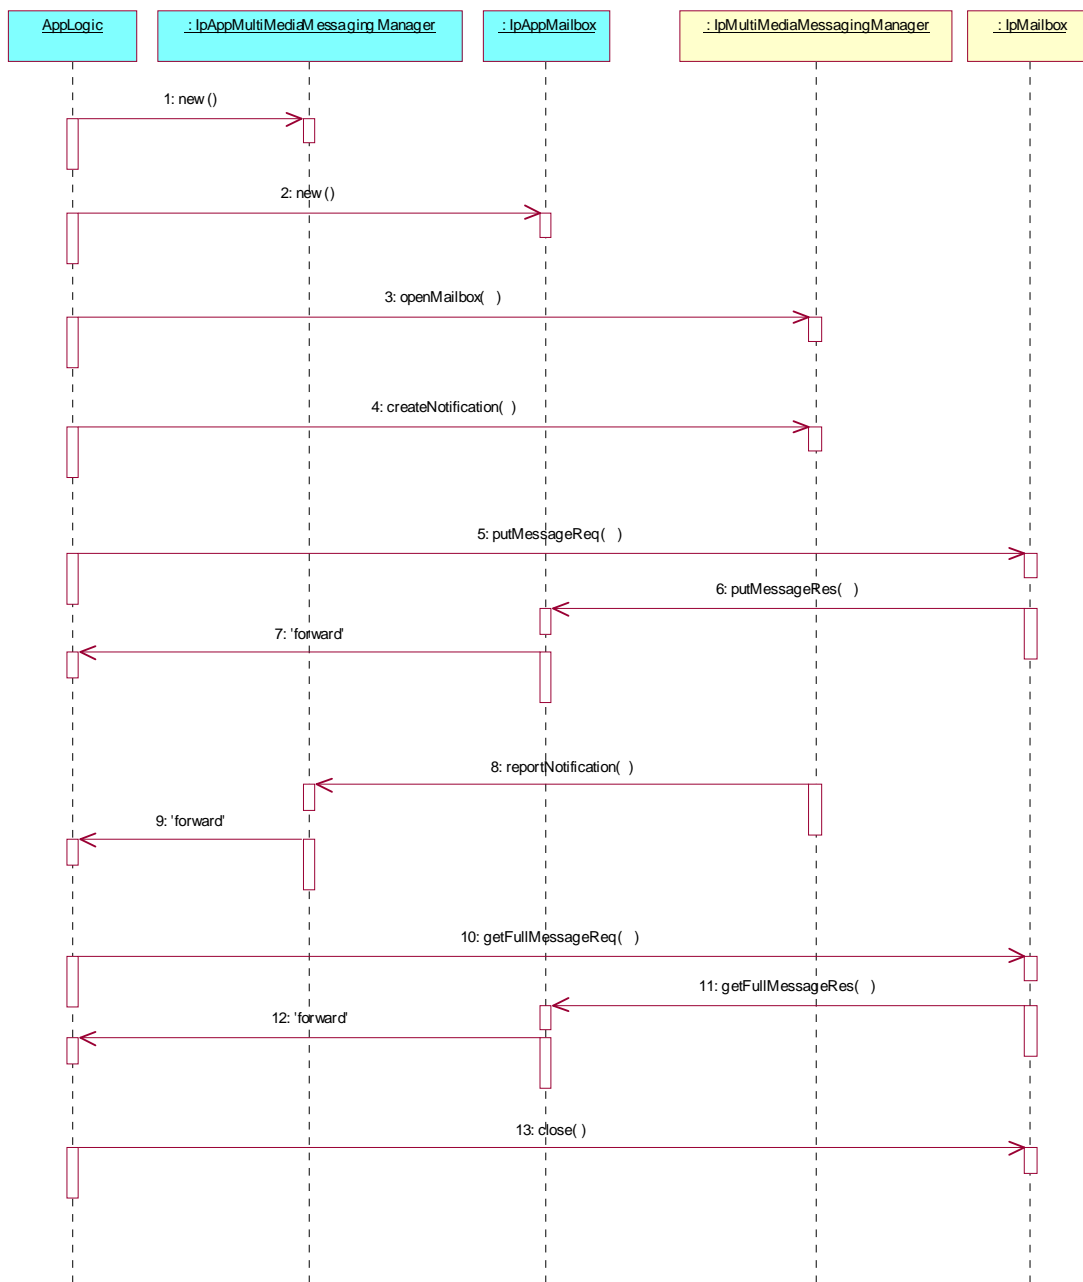 AppLogic
: IpAppMultiMediaMessaging Manager
: IpAppMailbox
: IpMultiMediaMessagingManager
: IpMailbox
1: new ()
2: new ()
3: openMailbox( )
4: createNotification( )
5: putMessageReq( )
6: putMessageRes( )
7: 'forward'
8: reportNotification( )
9: 'forward'
10: getFullMessageReq( )
11: getFullMessageRes( )
12: 'forward'
13: close( )